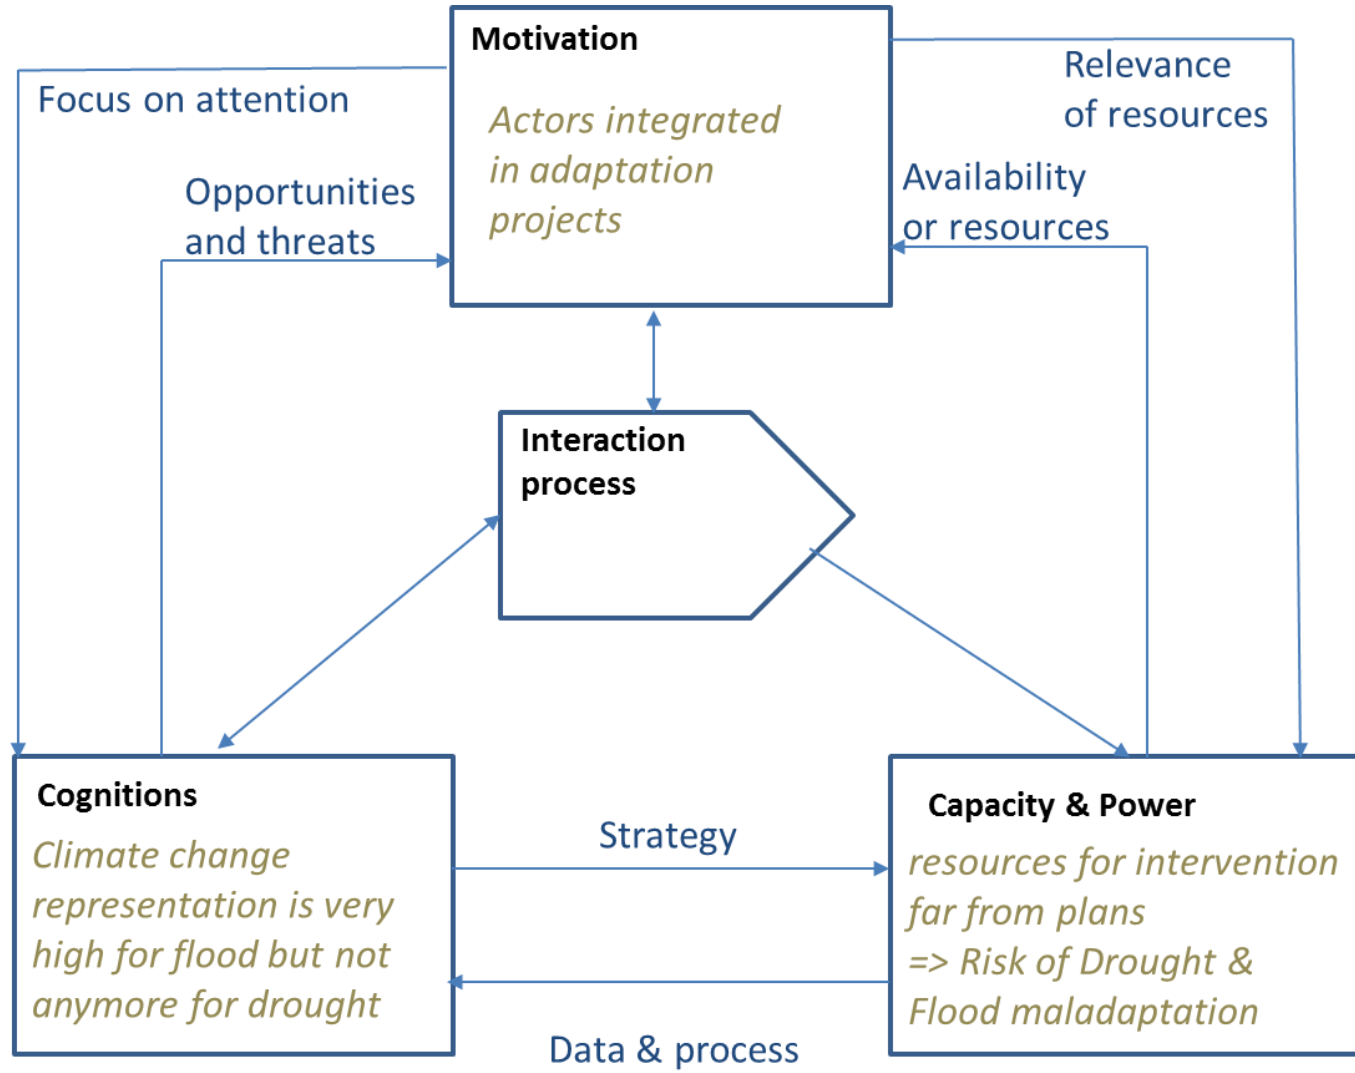 Motivation
Actors integrated
in adaptation
projects
Focus on attention
Opportunities
and threats
Relevance
of resources
Availability
or resources
Interaction
process
Cognitions
Climate change
representation is very
high for flood but not
anymore for drought
Strategy
Data & process
Capacity & Power
resources for intervention
far from plans
=> Risk of Drought &
Flood maladaptation